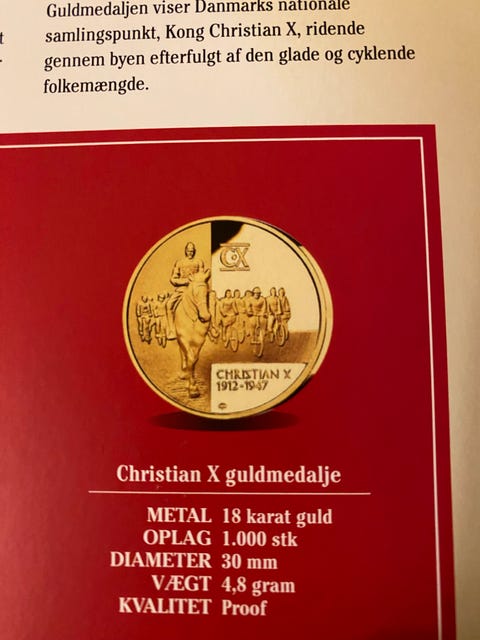 Guldmedaljen viser Danmarks nationale
samlingspunkt, Kong Christian X, ridende
gennem byen efterfulgt af den glade og cyklende
folkemængde.
CX
CHRISTIAN X
1912-1947
Christian X guldmedalje
METAL 18 karat guld
OPLAG 1.000 stk
DIAMETER 30 mm
VÆGT 4,8 gram
KVALITET Proof